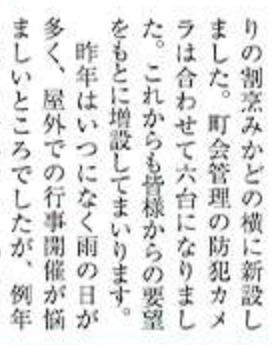 りの割烹みかどの横に新設し
ました。町会管理の防犯カメ
ラは合わせて六台になりまし
た。これからも皆様からの要望
をもとに増設してまいります。
昨年はいつになく雨の日が
多く、屋外での行事開催が悩
ましいところでしたが、例年